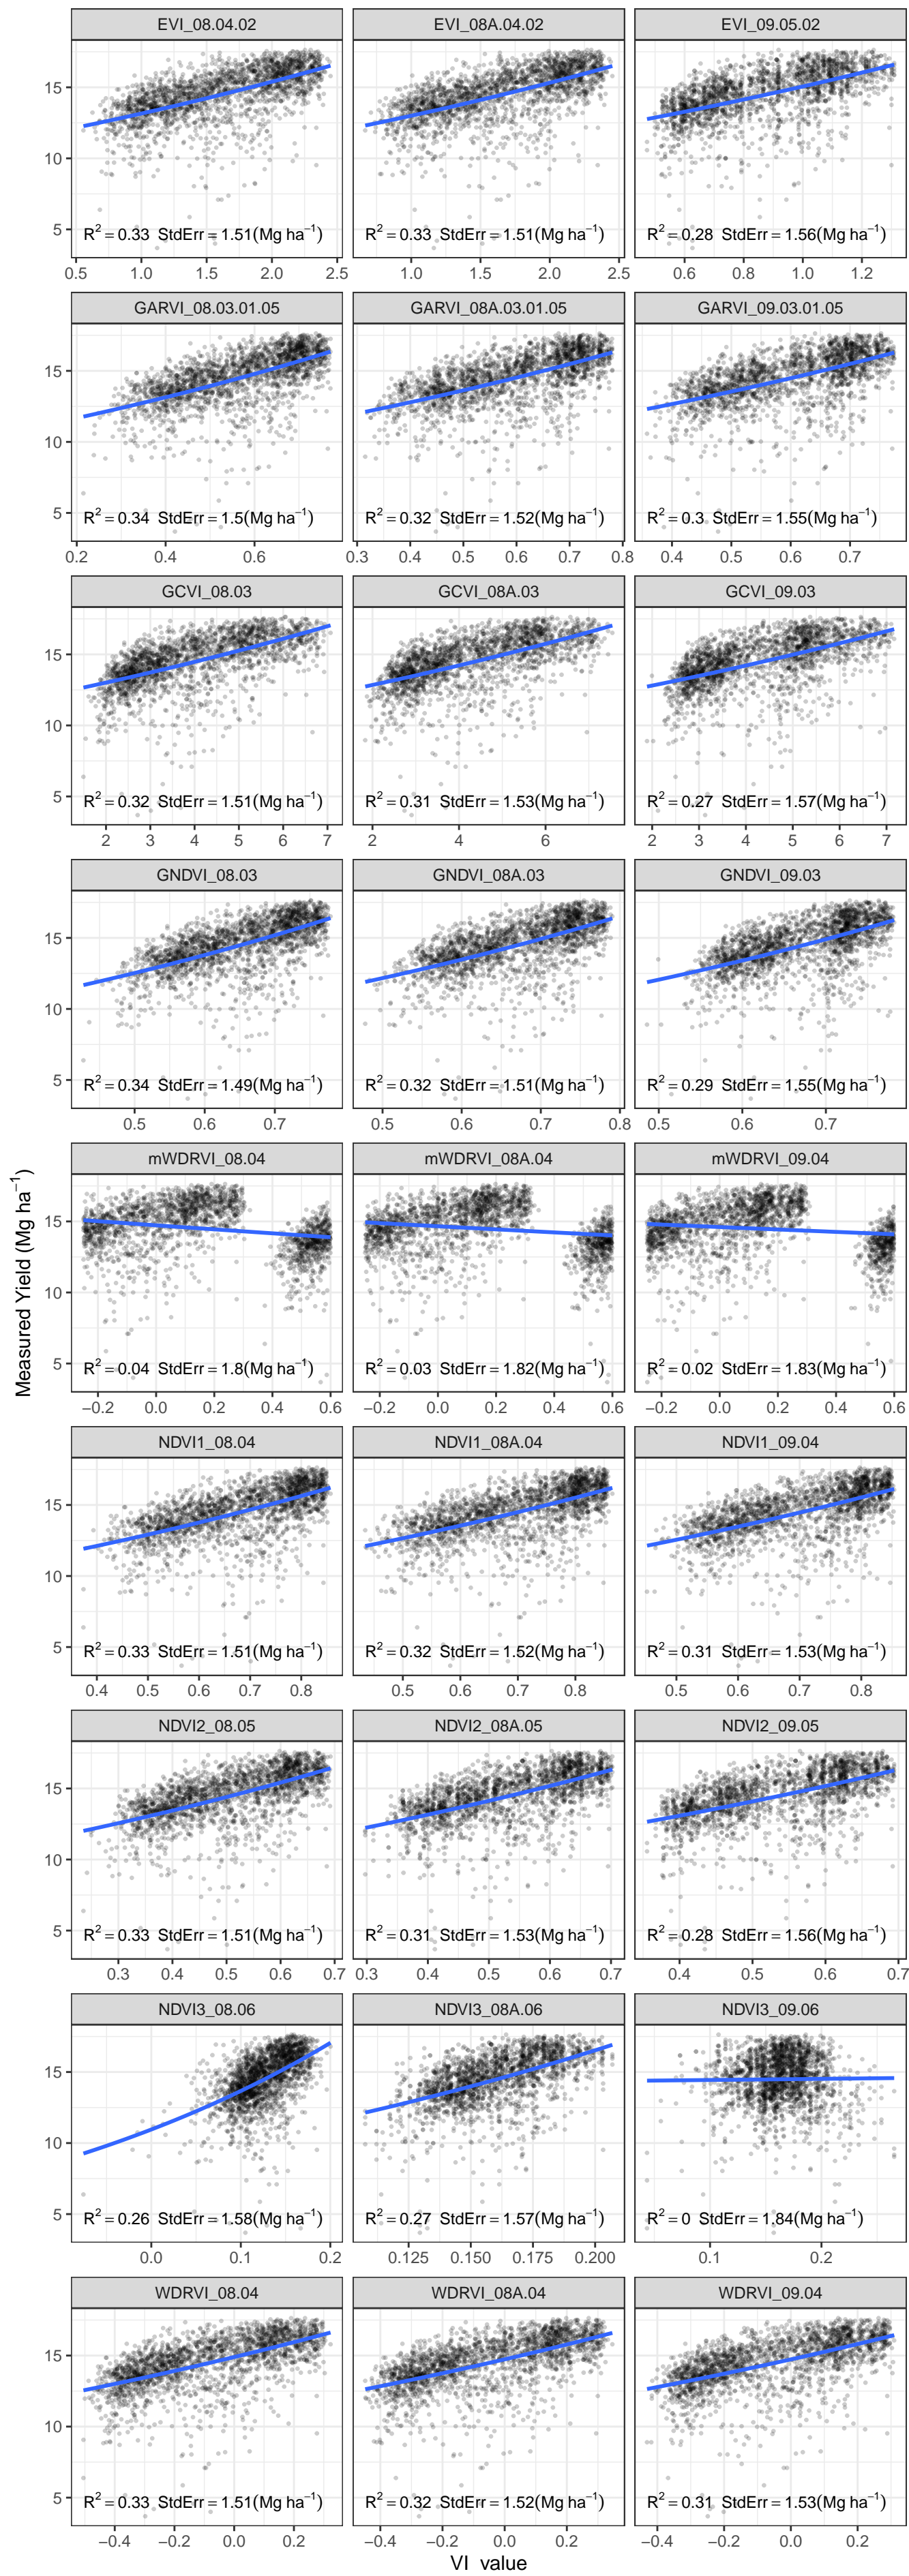 EVI_08.04.02 EVI_08A.04.02 EVI_09.05.02
15
10
5
R² = 0.33 StdErr = 1.51(Mg ha⁻¹) R² = 0.33 StdErr = 1.51(Mg ha⁻¹) R² = 0.28 StdErr = 1.56(Mg ha⁻¹)
0.5 1.0 1.5 2.0 2.5 1.0 1.5 2.0 2.5 0.6 0.8 1.0 1.2
GARVI_08.03.01.05 GARVI_08A.03.01.05 GARVI_09.03.01.05
15
10
5
R² = 0.34 StdErr = 1.5(Mg ha⁻¹) R² = 0.32 StdErr = 1.52(Mg ha⁻¹) R² = 0.3 StdErr = 1.55(Mg ha⁻¹)
0.2 0.4 0.6 0.3 0.4 0.5 0.6 0.7 0.8 0.4 0.5 0.6 0.7
GCVI_08.03 GCVI_08A.03 GCVI_09.03
15
10
5
R² = 0.32 StdErr = 1.51(Mg ha⁻¹) R² = 0.31 StdErr = 1.53(Mg ha⁻¹) R² = 0.27 StdErr = 1.57(Mg ha⁻¹)
2 3 4 5 6 7 2 4 6 2 3 4 5 6 7
GNDVI_08.03 GNDVI_08A.03 GNDVI_09.03
15
10
5
R² = 0.34 StdErr = 1.49(Mg ha⁻¹) R² = 0.32 StdErr = 1.51(Mg ha⁻¹) R² = 0.29 StdErr = 1.55(Mg ha⁻¹)
0.5 0.6 0.7 0.5 0.6 0.7 0.8 0.5 0.6 0.7
Measured Yield (Mg ha⁻¹)
mWDRVI_08.04 mWDRVI_08A.04 mWDRVI_09.04
15
10
5
R² = 0.04 StdErr = 1.8(Mg ha⁻¹) R² = 0.03 StdErr = 1.82(Mg ha⁻¹) R² = 0.02 StdErr = 1.83(Mg ha⁻¹)
−0.2 0.0 0.2 0.4 0.6 −0.2 0.0 0.2 0.4 0.6 −0.2 0.0 0.2 0.4 0.6
NDVI1_08.04 NDVI1_08A.04 NDVI1_09.04
15
10
5
R² = 0.33 StdErr = 1.51(Mg ha⁻¹) R² = 0.32 StdErr = 1.52(Mg ha⁻¹) R² = 0.31 StdErr = 1.53(Mg ha⁻¹)
0.4 0.5 0.6 0.7 0.8 0.5 0.6 0.7 0.8 0.5 0.6 0.7 0.8
NDVI2_08.05 NDVI2_08A.05 NDVI2_09.05
15
10
5
R² = 0.33 StdErr = 1.51(Mg ha⁻¹) R² = 0.31 StdErr = 1.53(Mg ha⁻¹) R² = 0.28 StdErr = 1.56(Mg ha⁻¹)
0.3 0.4 0.5 0.6 0.7 0.3 0.4 0.5 0.6 0.7 0.4 0.5 0.6 0.7
NDVI3_08.06 NDVI3_08A.06 NDVI3_09.06
15
10
5
R² = 0.26 StdErr = 1.58(Mg ha⁻¹) R² = 0.27 StdErr = 1.57(Mg ha⁻¹) R² = 0 StdErr = 1.84(Mg ha⁻¹)
0.0 0.1 0.2 0.125 0.150 0.175 0.200 0.1 0.2
WDRVI_08.04 WDRVI_08A.04 WDRVI_09.04
15
10
5
R² = 0.33 StdErr = 1.51(Mg ha⁻¹) R² = 0.32 StdErr = 1.52(Mg ha⁻¹) R² = 0.31 StdErr = 1.53(Mg ha⁻¹)
−0.4 −0.2 0.0 0.2 −0.4 −0.2 0.0 0.2 −0.4 −0.2 0.0 0.2
VI value